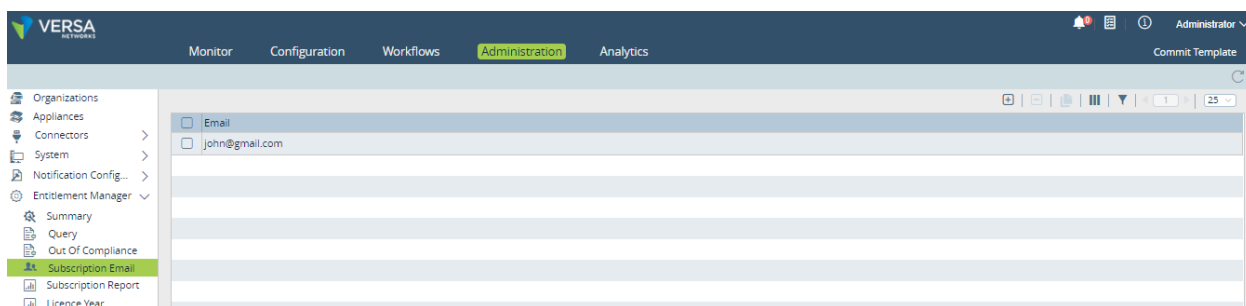 VERSA
NETWORKS
0
Administrator
Monitor Configuration Workflows Administration Analytics Commit Template
Organizations
Appliances
Connectors
System
Notification Config...
Entitlement Manager
Summary
Query
Out Of Compliance
Subscription Email
Subscription Report
Licence Year
1 25
Email
john@gmail.com